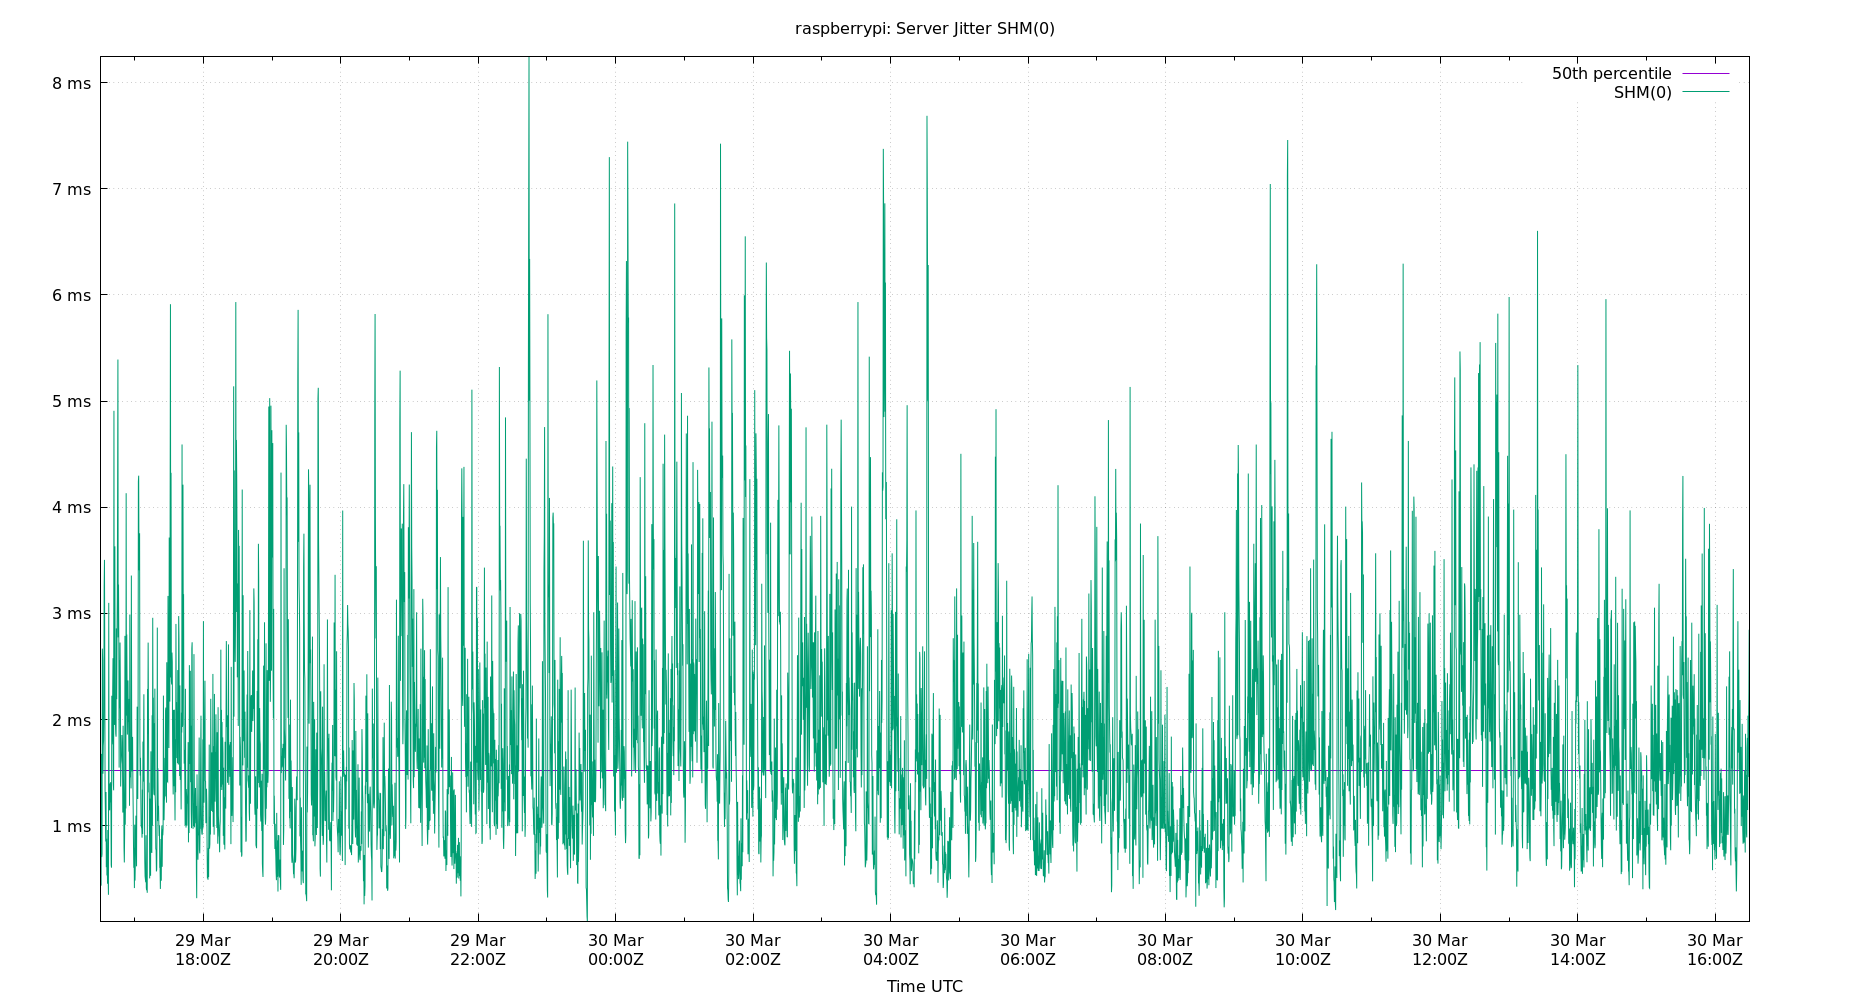 raspberrypi: Server Jitter SHM(0)
50th percentile
SHM(0)
8 ms
7 ms
6 ms
5 ms
4 ms
3 ms
2 ms
1 ms
29 Mar 29 Mar 29 Mar 30 Mar 30 Mar 30 Mar 30 Mar 30 Mar 30 Mar 30 Mar 30 Mar 30 Mar
18:00Z 20:00Z 22:00Z 00:00Z 02:00Z 04:00Z 06:00Z 08:00Z 10:00Z 12:00Z 14:00Z 16:00Z
Time UTC